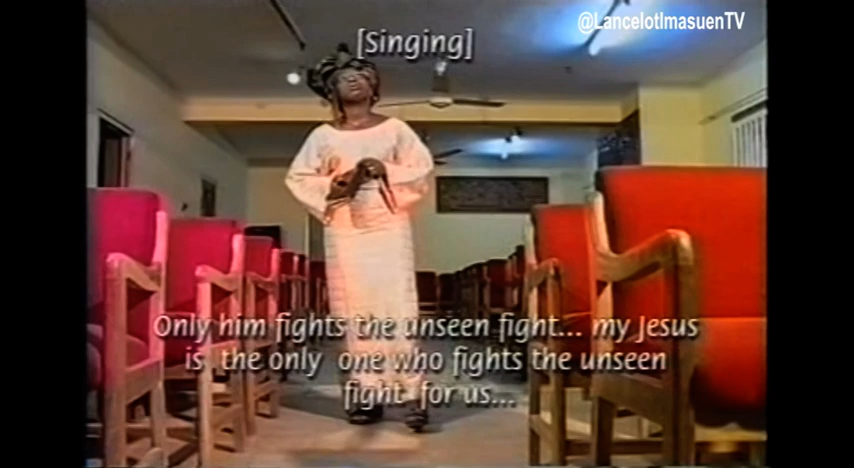 @LancelotImasuenTV
[Singing]
Only him fights the unseen fight... my Jesus
is the only one who fights the unseen
fight for us...